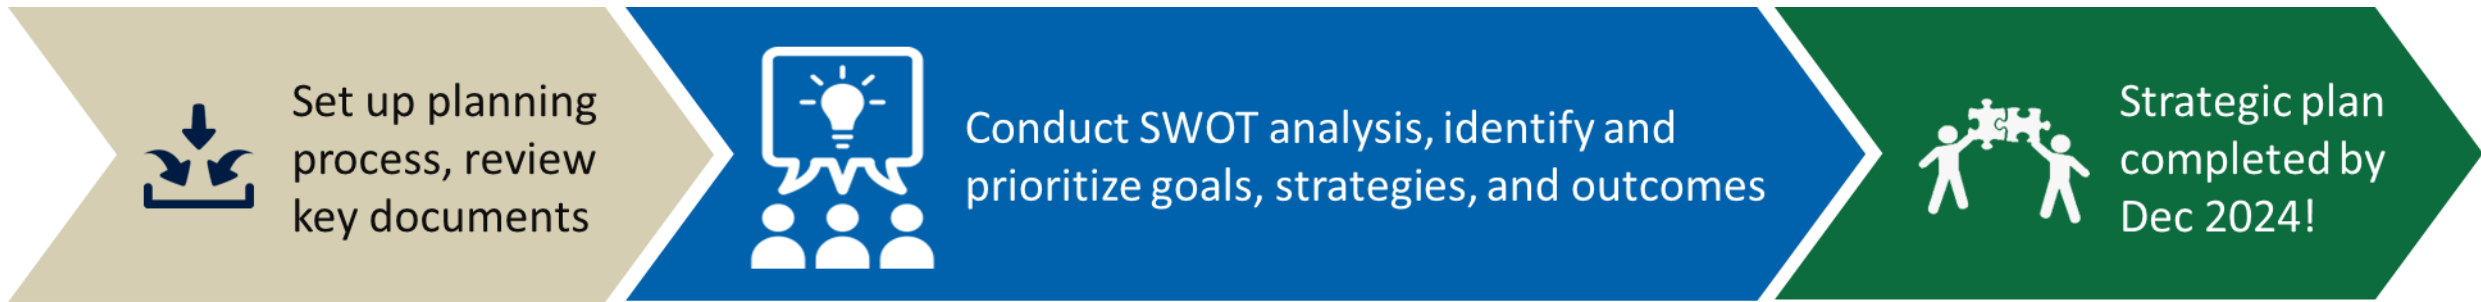 Set up planning
process, review
key documents
Conduct SWOT analysis, identify and
prioritize goals, strategies, and outcomes
Strategic plan
completed by
Dec 2024!